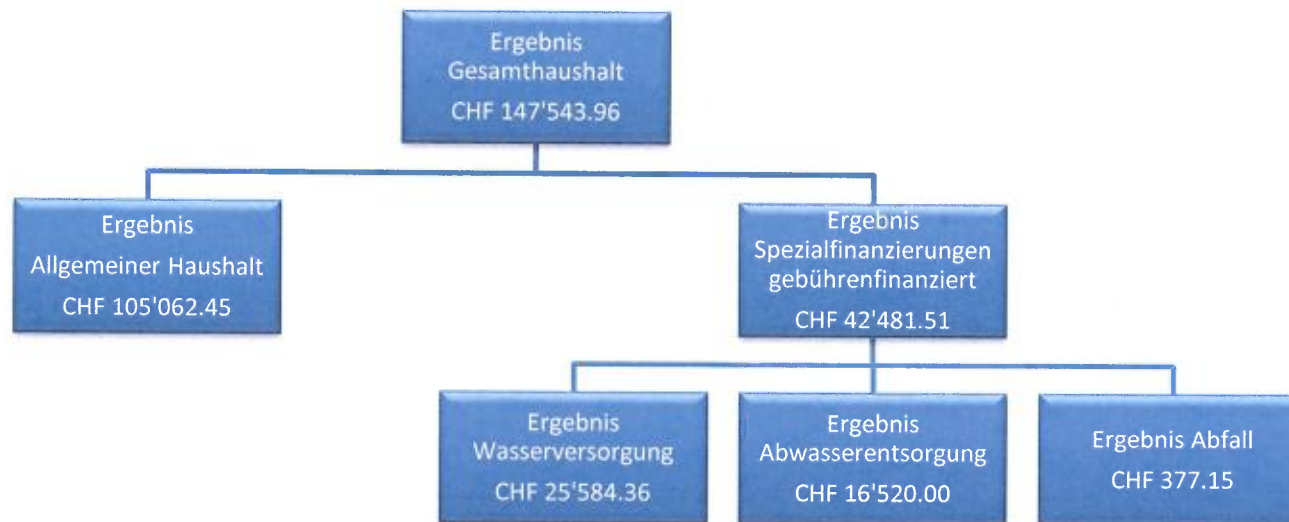 Ergebnis
Gesamthaushalt
CHF 147'543.96
Ergebnis
Allgemeiner Haushalt
CHF 105'062.45
Ergebnis
Spezialfinanzierungen
gebührenfinanziert
CHF 42'481.51
Ergebnis
Wasserversorgung
CHF 25'584.36
Ergebnis
Abwasserentsorgung
CHF 16'520.00
Ergebnis Abfall
CHF 377.15